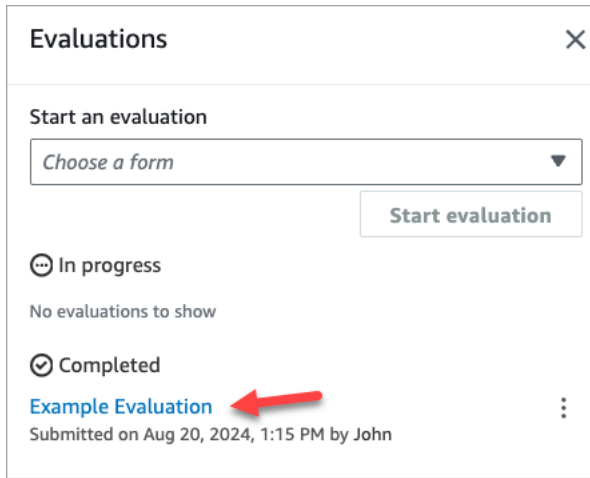 Evaluations
Start an evaluation
Choose a form
Start evaluation
In progress
No evaluations to show
Completed
Example Evaluation
Submitted on Aug 20, 2024, 1:15 PM by John